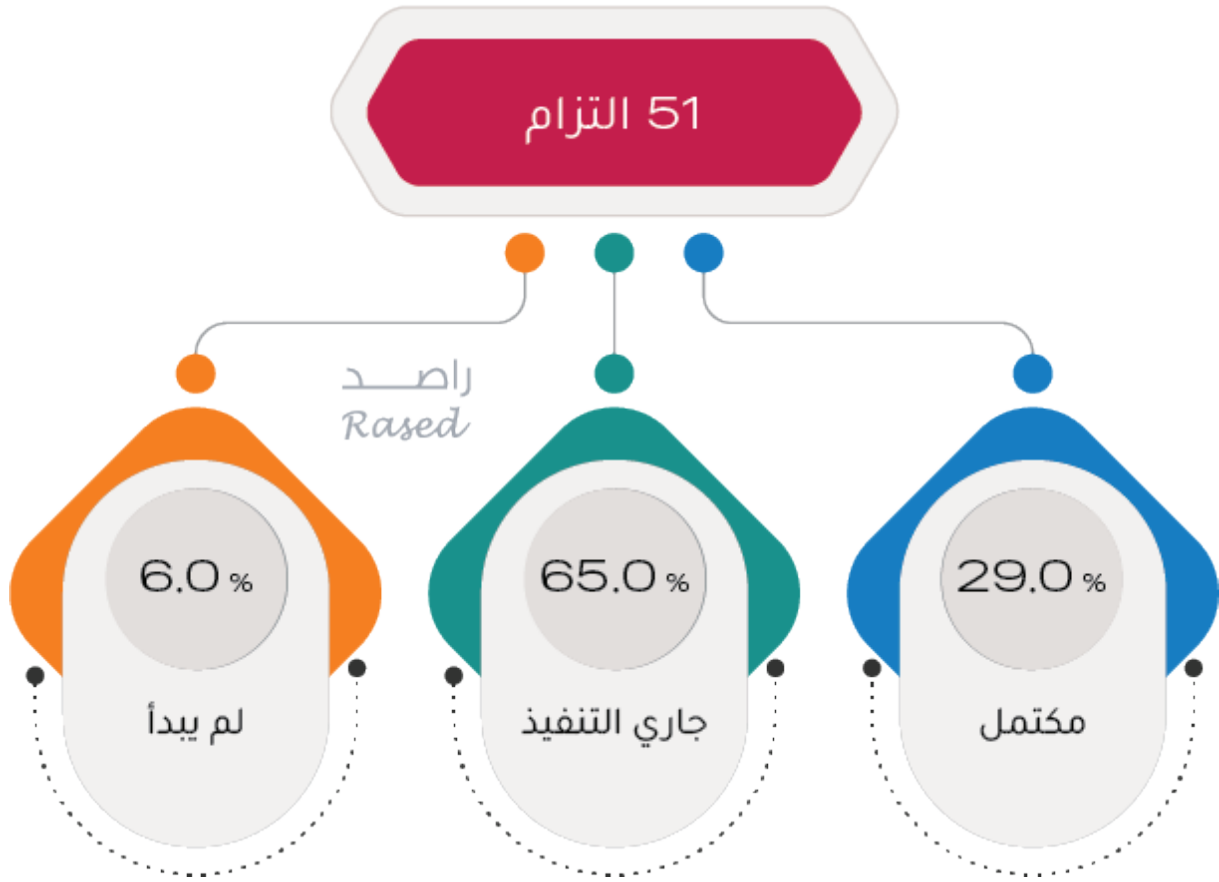 51 التزام
راصد
Rased
29.0 %
65.0 %
6.0 %
مكتمل
جاري التنفيذ
لم يبدأ